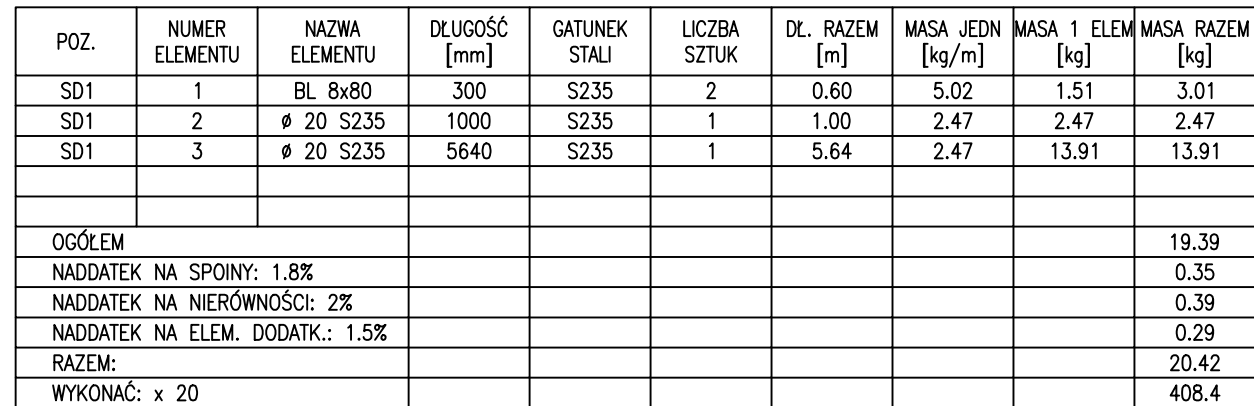 POZ. NUMER ELEMENTU NAZWA ELEMENTU DŁUGOŚĆ [mm] GATUNEK STALI LICZBA SZTUK DŁ. RAZEM [m] MASA JEDN [kg/m] MASA 1 ELEM [kg] MASA RAZEM [kg]
SD1 1 BL 8x80 300 S235 2 0.60 5.02 1.51 3.01
SD1 2 ø 20 S235 1000 S235 1 1.00 2.47 2.47 2.47
SD1 3 ø 20 S235 5640 S235 1 5.64 2.47 13.91 13.91
OGÓŁEM 19.39
NADDATEK NA SPOINY: 1.8% 0.35
NADDATEK NA NIERÓWNOŚCI: 2% 0.39
NADDATEK NA ELEM. DODATK.: 1.5% 0.29
RAZEM: 20.42
WYKONAĆ: x 20 408.4